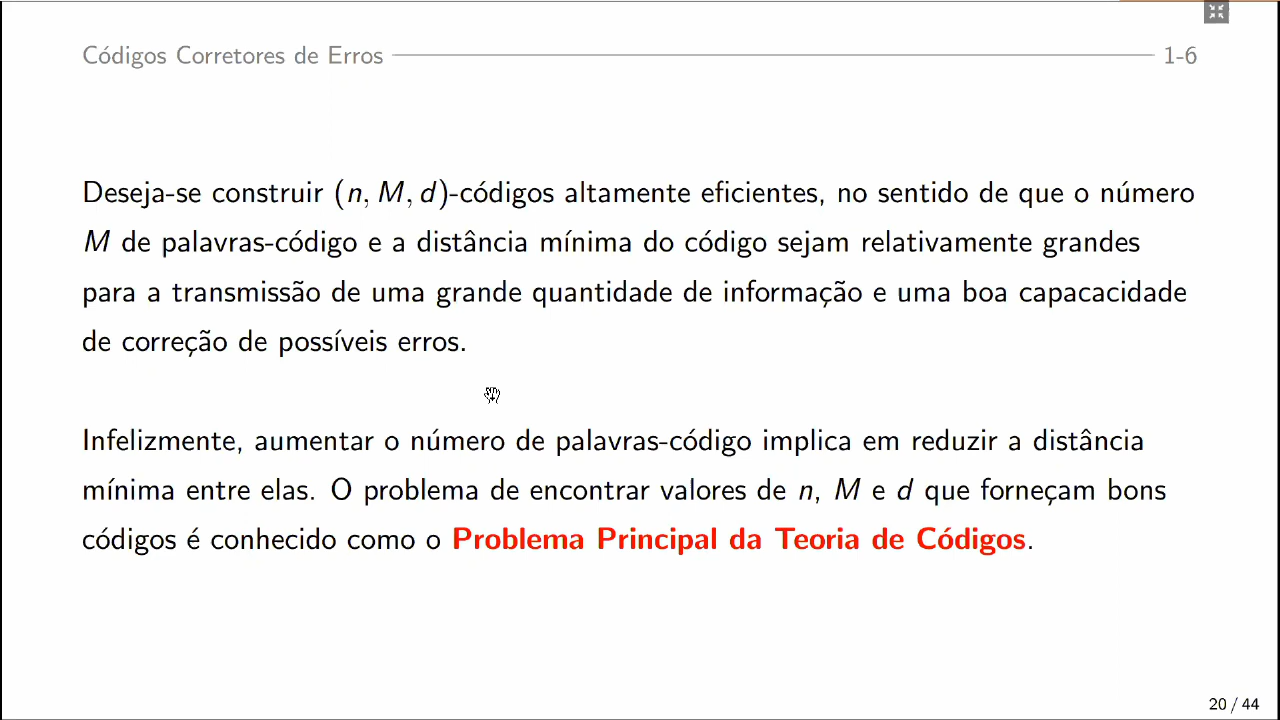 Códigos Corretores de Erros 1-6
Deseja-se construir (n, M, d)-códigos altamente eficientes, no sentido de que o número
M de palavras-código e a distância mínima do código sejam relativamente grandes
para a transmissão de uma grande quantidade de informação e uma boa capacacidade
de correção de possíveis erros.
Infelizmente, aumentar o número de palavras-código implica em reduzir a distância
mínima entre elas. O problema de encontrar valores de n, M e d que forneçam bons
códigos é conhecido como o Problema Principal da Teoria de Códigos.
20 / 44